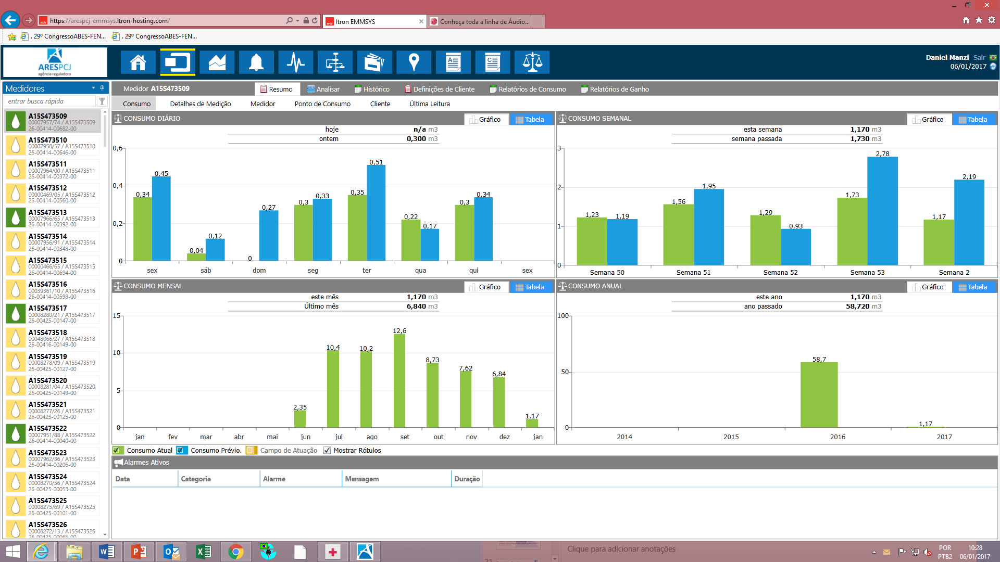 https://arespcj-emmsys.itron-hosting.com/
Itron EMMSYS
Conheça toda a linha de Áudio...
. 29º CongressoABES-FEN...
. 29º CongressoABES-FEN...
ARESPCJ
agência reguladora
Daniel Manzi Sair
06/01/2017
Medidores
entrar busca rápida
A15S473509
00007957/74 / A15S473509
26-00414-00682-00
A15S473510
00007958/57 / A15S473510
26-00414-00646-00
A15S473511
00007964/00 / A15S473511
26-00414-00372-00
A15S473512
00000469/05 / A15S473512
26-00414-00560-00
A15S473513
00007966/65 / A15S473513
26-00414-00392-00
A15S473514
00007956/91 / A15S473514
26-00414-00348-00
A15S473515
00000466/65 / A15S473515
26-00414-00694-00
A15S473516
00039361/10 / A15S473516
26-00414-00598-00
A15S473517
00008280/21 / A15S473517
26-00425-00147-00
A15S473518
00048066/27 / A15S473518
26-00416-00149-00
A15S473519
00008278/09 / A15S473519
26-00425-00127-00
A15S473520
00008281/04 / A15S473520
26-00425-00149-00
A15S473521
00008277/26 / A15S473521
26-00425-00125-00
A15S473522
00007951/88 / A15S473522
26-00414-00040-00
A15S473523
00007962/36 / A15S473523
26-00414-00206-00
A15S473524
00008270/56 / A15S473524
26-00425-00053-00
A15S473525
00008275/69 / A15S473525
26-00425-00101-00
A15S473526
00008272/13 / A15S473526
26-00425-00065-00
Medidor A15S473509
Resumo
Analisar
Histórico
Definições de Cliente
Relatórios de Consumo
Relatórios de Ganho
Consumo
Detalhes de Medição
Medidor
Ponto de Consumo
Cliente
Última Leitura
CONSUMO DIÁRIO
Gráfico
Tabela
hoje n/a m3
ontem 0,300 m3
0,6
0,4
0,2
0
0,34
0,45
0,04
0,12
0
0,27
0,3
0,33
0,35
0,51
0,22
0,17
0,3
0,34
sex sáb dom seg ter qua qui sex
CONSUMO SEMANAL
Gráfico
Tabela
esta semana 1,170 m3
semana passada 1,730 m3
3
2
1
0
1,23
1,19
1,56
1,95
1,29
0,93
1,73
2,78
1,17
2,19
Semana 50 Semana 51 Semana 52 Semana 53 Semana 2
CONSUMO MENSAL
Gráfico
Tabela
este mês 1,170 m3
Último mês 6,840 m3
15
10
5
0
2,35
10,4
10,2
12,6
8,73
7,62
6,84
1,17
jan fev mar abr mai jun jul ago set out nov dez jan
CONSUMO ANUAL
Gráfico
Tabela
este ano 1,170 m3
ano passado 58,720 m3
100
50
0
58,7
1,17
2014 2015 2016 2017
Consumo Atual
Consumo Prévio.
Campo de Atuação
Mostrar Rótulos
Alarmes Ativos
Data Categoria Alarme Mensagem Duração
21
Clique para adicionar anotações
POR
PTB2
10:28
06/01/2017